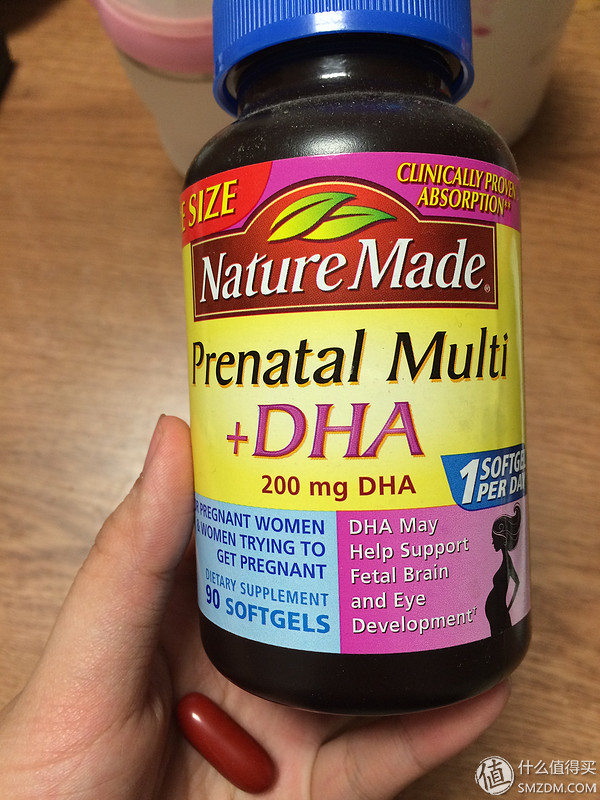 E SIZE
CLINICALLY PROVEN
ABSORPTION**
Nature Made®
Prenatal Multi
+DHA
200 mg DHA
1 SOFTGEL
PER DAY
R PREGNANT WOMEN
& WOMEN TRYING TO
GET PREGNANT
DIETARY SUPPLEMENT
90 SOFTGELS
DHA May
Help Support
Fetal Brain
and Eye
Development†
值 什么值得买
SMZDM.COM